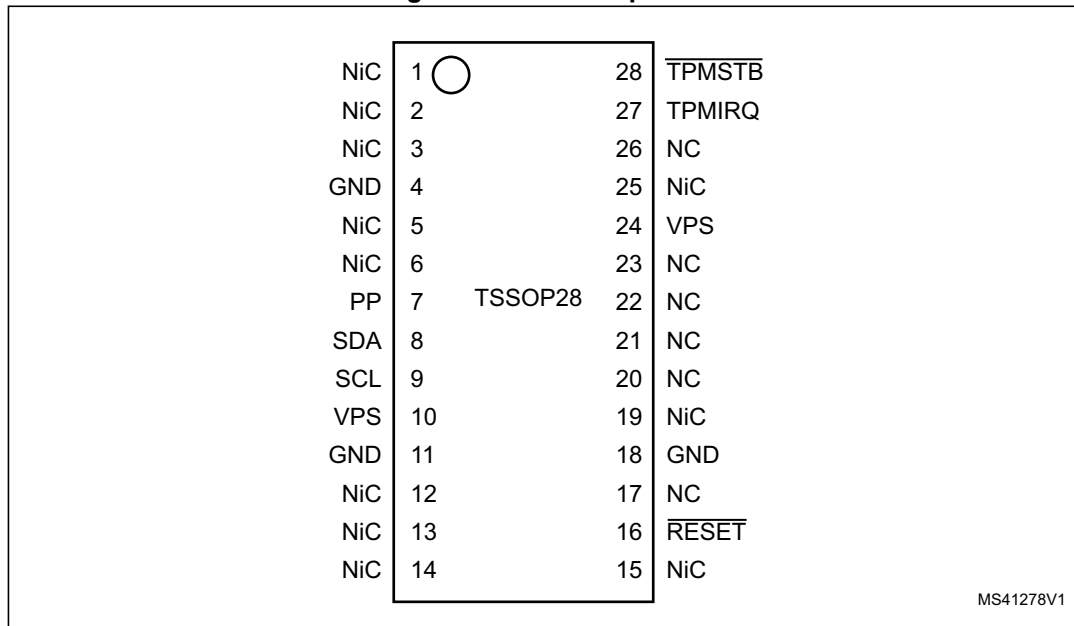 NiC 1 28 TPMSTB
NiC 2 27 TPMIRQ
NiC 3 26 NC
GND 4 25 NiC
NiC 5 24 VPS
NiC 6 23 NC
PP 7 TSSOP28 22 NC
SDA 8 21 NC
SCL 9 20 NC
VPS 10 19 NiC
GND 11 18 GND
NiC 12 17 NC
NiC 13 16 RESET
NiC 14 15 NiC
MS41278V1